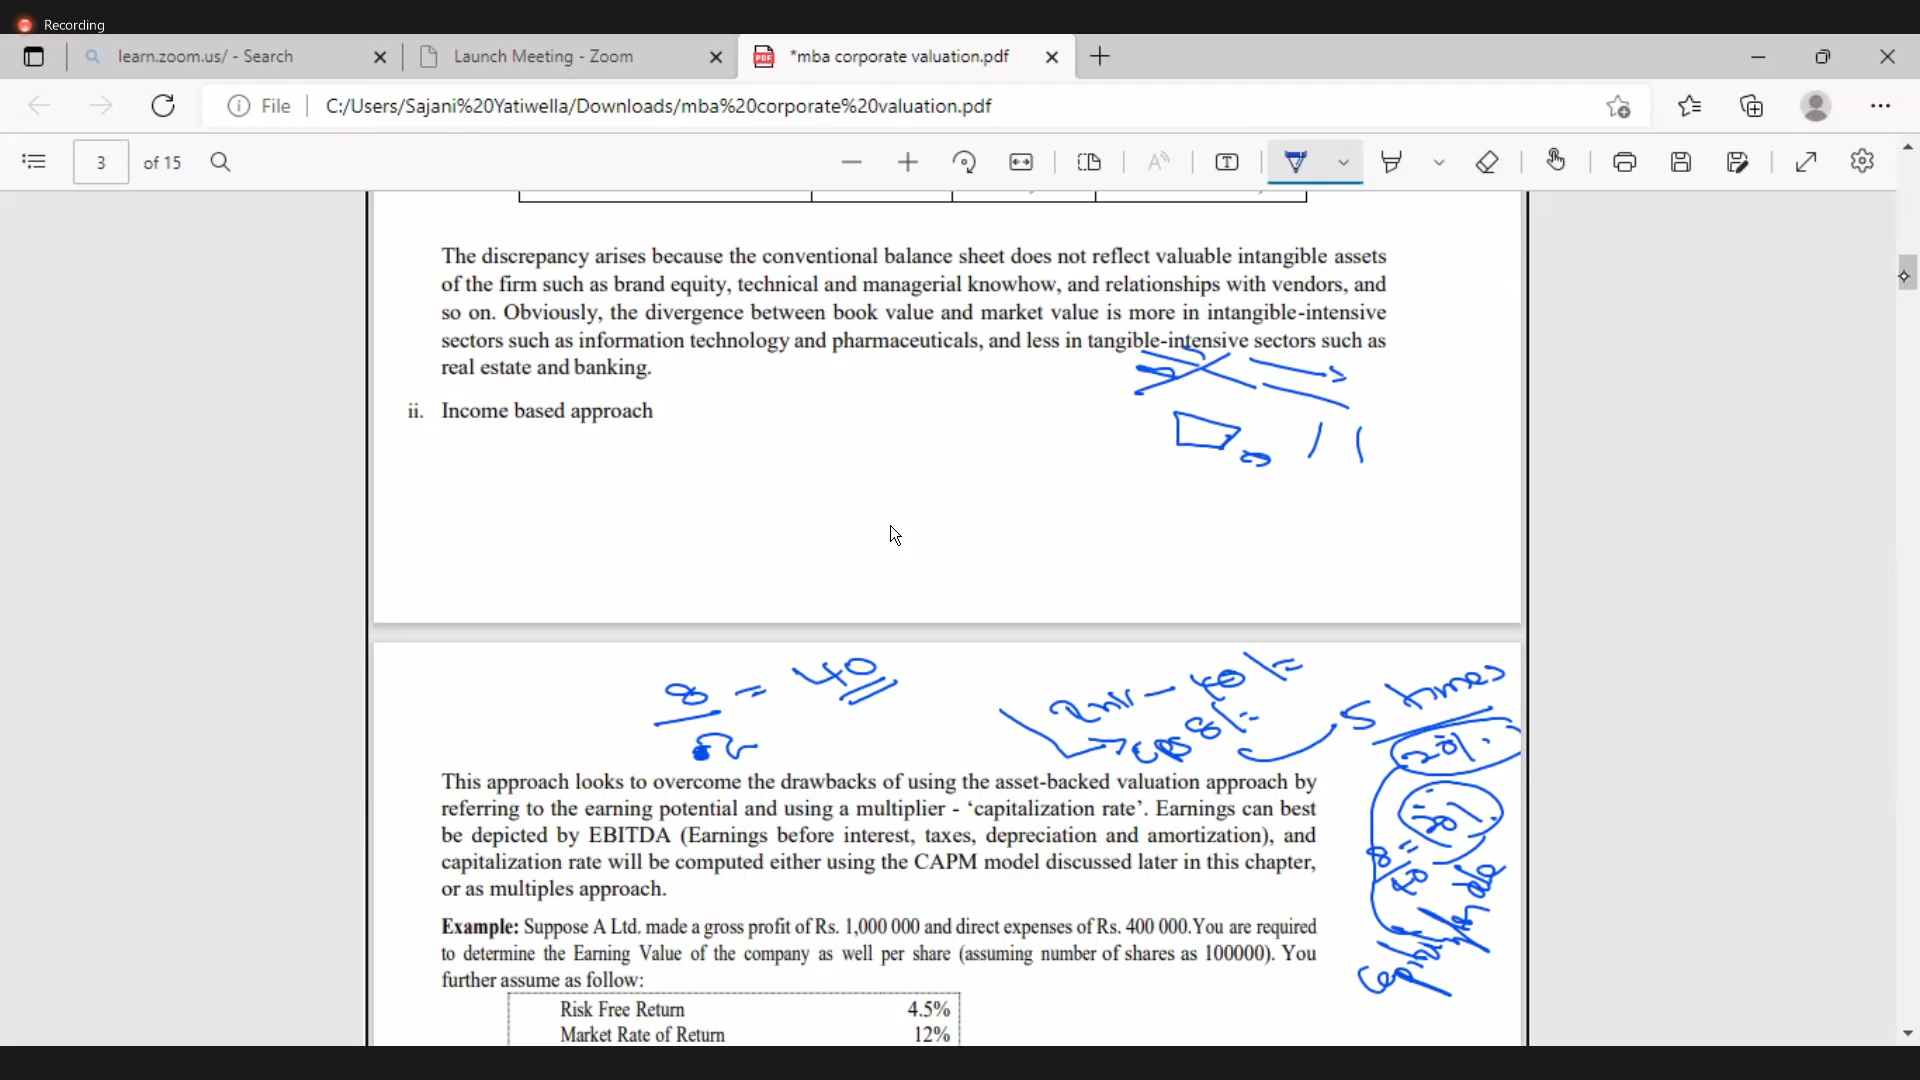 Recording
learn.zoom.us/ - Search
Launch Meeting - Zoom
*mba corporate valuation.pdf
File
C:/Users/Sajani%20Yatiwella/Downloads/mba%20corporate%20valuation.pdf
3 of 15
The discrepancy arises because the conventional balance sheet does not reflect valuable intangible assets
of the firm such as brand equity, technical and managerial knowhow, and relationships with vendors, and
so on. Obviously, the divergence between book value and market value is more in intangible-intensive
sectors such as information technology and pharmaceuticals, and less in tangible-intensive sectors such as
real estate and banking.
ii. Income based approach
8 = 40
5 times
20%
8
40
This approach looks to overcome the drawbacks of using the asset-backed valuation approach by
referring to the earning potential and using a multiplier - ‘capitalization rate’. Earnings can best
be depicted by EBITDA (Earnings before interest, taxes, depreciation and amortization), and
capitalization rate will be computed either using the CAPM model discussed later in this chapter,
or as multiples approach.
Example: Suppose A Ltd. made a gross profit of Rs. 1,000 000 and direct expenses of Rs. 400 000.You are required
to determine the Earning Value of the company as well per share (assuming number of shares as 100000). You
further assume as follow:
Risk Free Return 4.5%
Market Rate of Return 12%